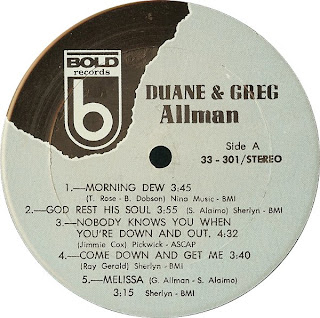 BOLD
records
b
DUANE & GREG
Allman
Side A
33 - 301/STEREO
1.—MORNING DEW 3:45
(T. Rose - B. Dobson) Nina Music - BMI
2.—GOD REST HIS SOUL 3:55 (S. Alaimo) Sherlyn - BMI
3.—NOBODY KNOWS YOU WHEN
YOU'RE DOWN AND OUT. 4:32
(Jimmie Cox) Pickwick - ASCAP
4.—COME DOWN AND GET ME 3:40
(Ray Gerald) Sherlyn - BMI
5.—MELISSA (G. Allman - S. Alaimo)
3:15 Sherlyn - BMI